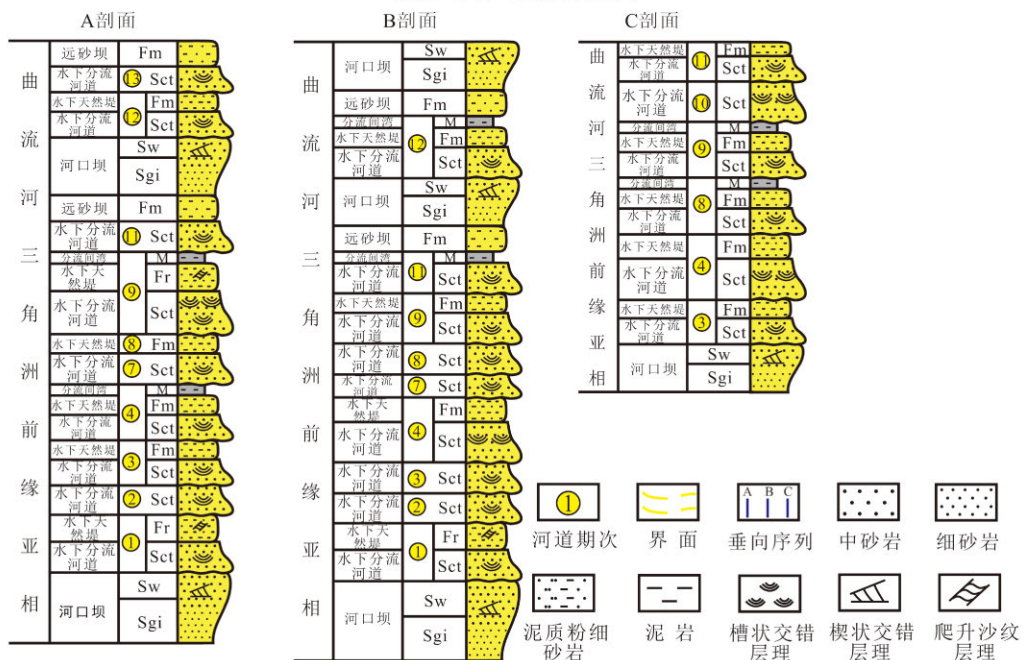 A剖面
曲流河三角洲前缘亚相
远砂坝 Fm
水下分流河道 ⑬ Sct
水下天然堤 ⑫ Fm
水下分流河道 Sct
河口坝 Sw
Sgi
远砂坝 Fm
水下分流河道 ⑪ Sct
分流间湾 M
水下天然堤 ⑨ Fr
水下分流河道 Sct
水下天然堤 ⑧ Fm
水下分流河道 ⑦ Sct
分流间湾 M
水下天然堤 ④ Fm
水下分流河道 Sct
水下天然堤 ③ Fm
水下分流河道 Sct
水下分流河道 ② Sct
水下天然堤 ① Fr
水下分流河道 Sct
河口坝 Sw
Sgi
B剖面
曲流河三角洲前缘亚相
河口坝 Sw
Sgi
远砂坝 Fm
分流间湾 M
水下天然堤 ⑫ Fm
水下分流河道 Sct
河口坝 Sw
Sgi
远砂坝 Fm
分流间湾 M
水下分流河道 ⑪ Sct
水下天然堤 ⑨ Fm
水下分流河道 Sct
水下分流河道 ⑧ Sct
水下分流河道 ⑦ Sct
水下天然堤 ④ Fm
水下分流河道 Sct
水下分流河道 ③ Sct
水下分流河道 ② Sct
水下天然堤 ① Fr
水下分流河道 Sct
河口坝 Sw
Sgi
C剖面
曲流河三角洲前缘亚相
水下天然堤 ⑪ Fm
水下分流河道 Sct
水下分流河道 ⑩ Sct
分流间湾 M
水下天然堤 ⑨ Fm
水下分流河道 Sct
分流间湾 M
水下天然堤 ⑧ Fm
水下分流河道 Sct
水下天然堤 ④ Fm
水下分流河道 Sct
水下天然堤 ③ Fm
水下分流河道 Sct
河口坝 Sw
Sgi
① A B C
河道期次 界面 垂向序列 中砂岩 细砂岩
泥质粉细砂岩 泥岩 槽状交错层理 楔状交错层理 爬升沙纹层理